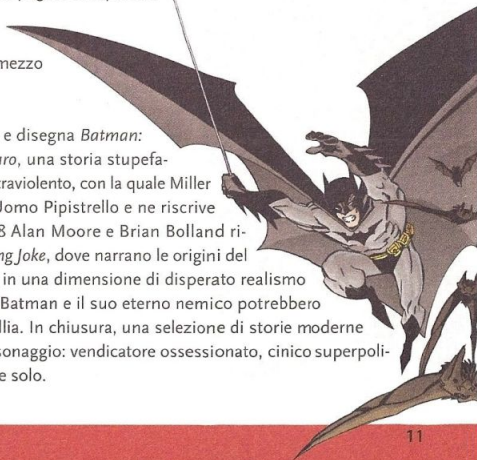 mezzo
e disegna Batman:
uro, una storia stupefa-
traviolento, con la quale Miller
Uomo Pipistrello e ne riscrive
8 Alan Moore e Brian Bolland ri-
ng Joke, dove narrano le origini del
in una dimensione di disperato realismo
Batman e il suo eterno nemico potrebbero
llia. In chiusura, una selezione di storie moderne
sonaggio: vendicatore ossessionato, cinico superpoli-
e solo.
11